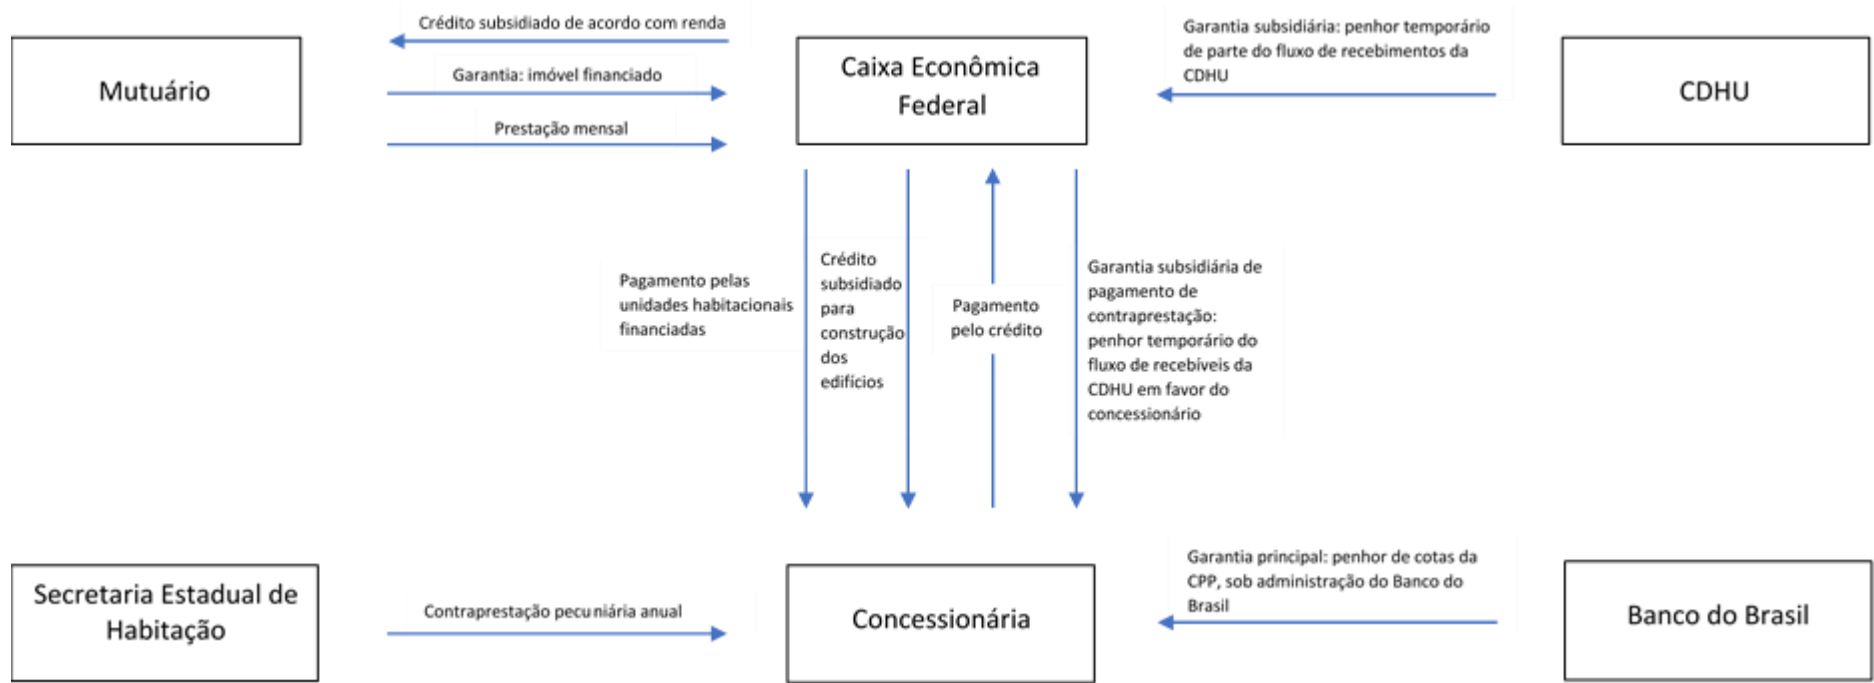 Crédito subsidiado de acordo com renda
Mutuário
Garantia: imóvel financiado
Prestação mensal
Caixa Econômica
Federal
Garantia subsidiária: penhor temporário
de parte do fluxo de recebimentos da
CDHU
CDHU
Pagamento pelas
unidades habitacionais
financiadas
Crédito
subsidiado
para
construção
dos
edifícios
Pagamento
pelo crédito
Garantia subsidiária de
pagamento de
contraprestação:
penhor temporário do
fluxo de recebíveis da
CDHU em favor do
concessionário
Secretaria Estadual de
Habitação
Contraprestação pecuniária anual
Concessionária
Garantia principal: penhor de cotas da
CPP, sob administração do Banco do
Brasil
Banco do Brasil